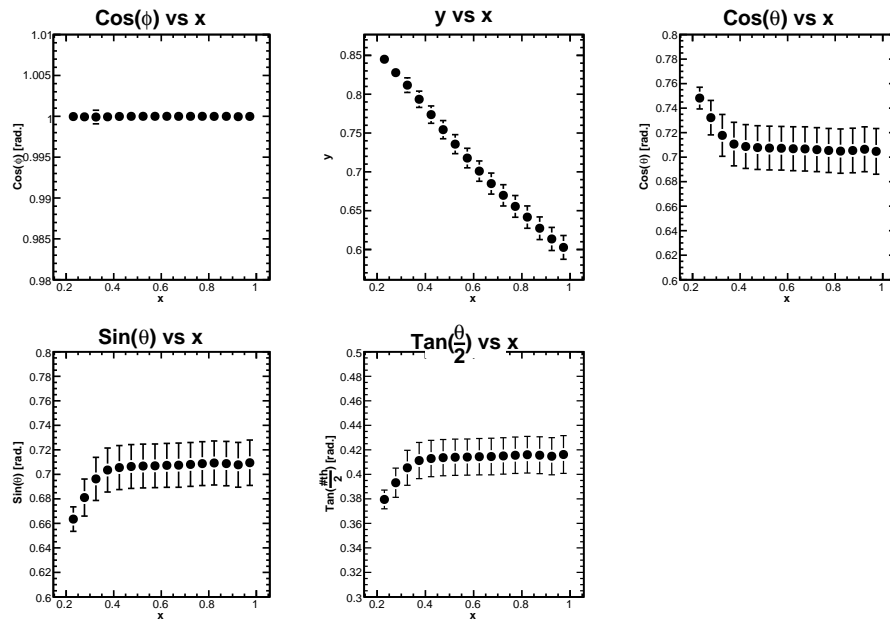 Cos(ϕ) vs x
1.01
1.005
1
0.995
0.99
0.985
0.98
Cos(ϕ) [rad.]
0.2 0.4 0.6 0.8 1
x
y vs x
0.85
0.8
0.75
0.7
0.65
0.6
y
0.2 0.4 0.6 0.8 1
x
Cos(θ) vs x
0.8
0.78
0.76
0.74
0.72
0.7
0.68
0.66
0.64
0.62
0.6
Cos(θ) [rad.]
0.2 0.4 0.6 0.8 1
x
Sin(θ) vs x
0.8
0.78
0.76
0.74
0.72
0.7
0.68
0.66
0.64
0.62
0.6
Sin(θ) [rad.]
0.2 0.4 0.6 0.8 1
x
Tan(θ/2) vs x
0.5
0.48
0.46
0.44
0.42
0.4
0.38
0.36
0.34
0.32
0.3
Tan(#th/2) [rad.]
0.2 0.4 0.6 0.8 1
x